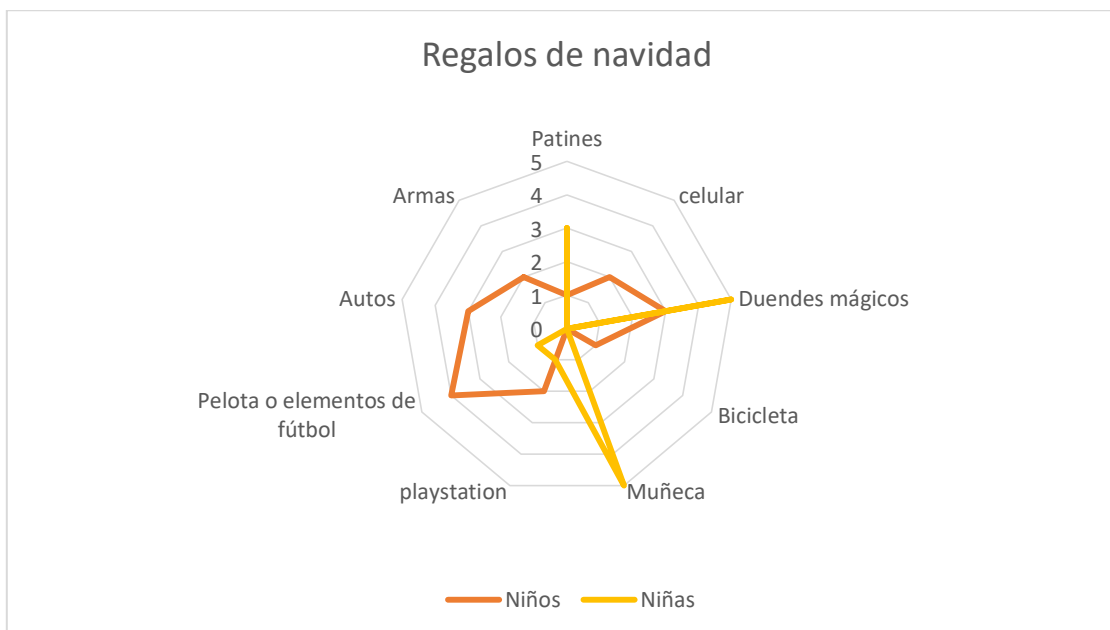 Regalos de navidad
Patines
celular
Duendes mágicos
Bicicleta
Muñeca
playstation
Pelota o elementos de
fútbol
Autos
Armas
5
4
3
2
1
0
Niños
Niñas